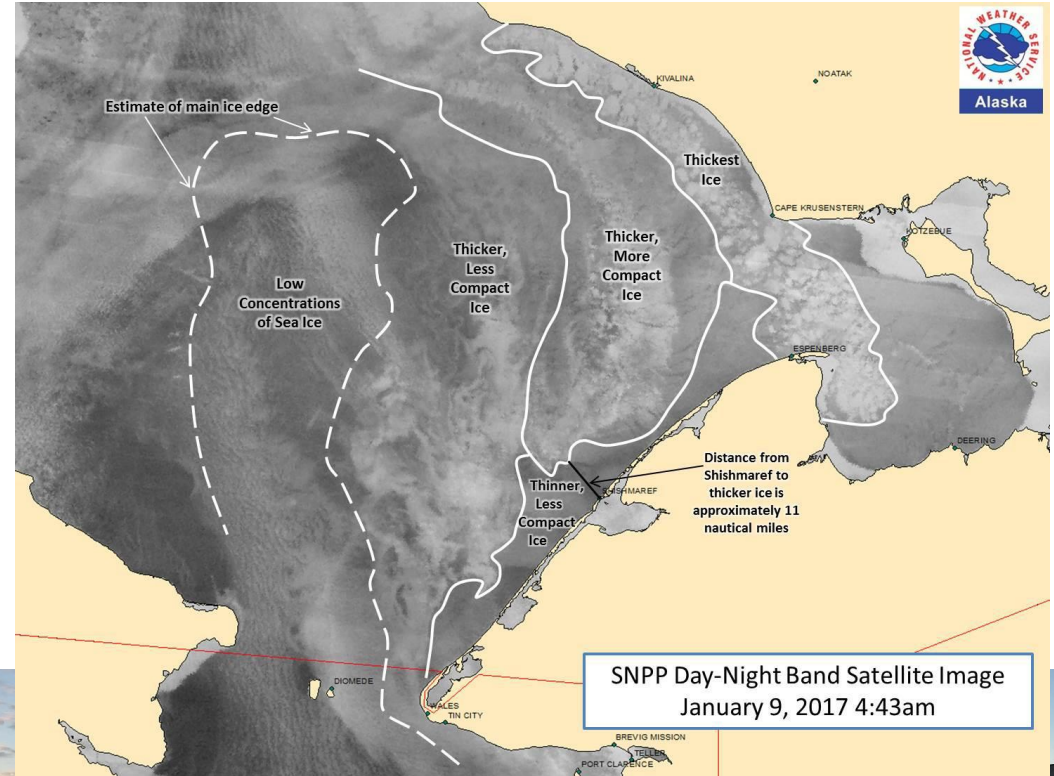 NATIONAL WEATHER SERVICE
Alaska
KIVALINA
NOATAK
Estimate of main ice edge
Thickest
Ice
CAPE KRUSENSTERN
KOTZEBUE
Thicker,
Less
Compact
Ice
Thicker,
More
Compact
Ice
Low
Concentrations
of Sea Ice
ESPENBERG
DEERING
Distance from
Shishmaref to
thicker ice is
approximately 11
nautical miles
SHISHMAREF
Thinner,
Less
Compact
Ice
DIOMEDE
WALES
TIN CITY
SNPP Day-Night Band Satellite Image
January 9, 2017 4:43am
BREVIG MISSION
TELLER
PORT CLARENCE